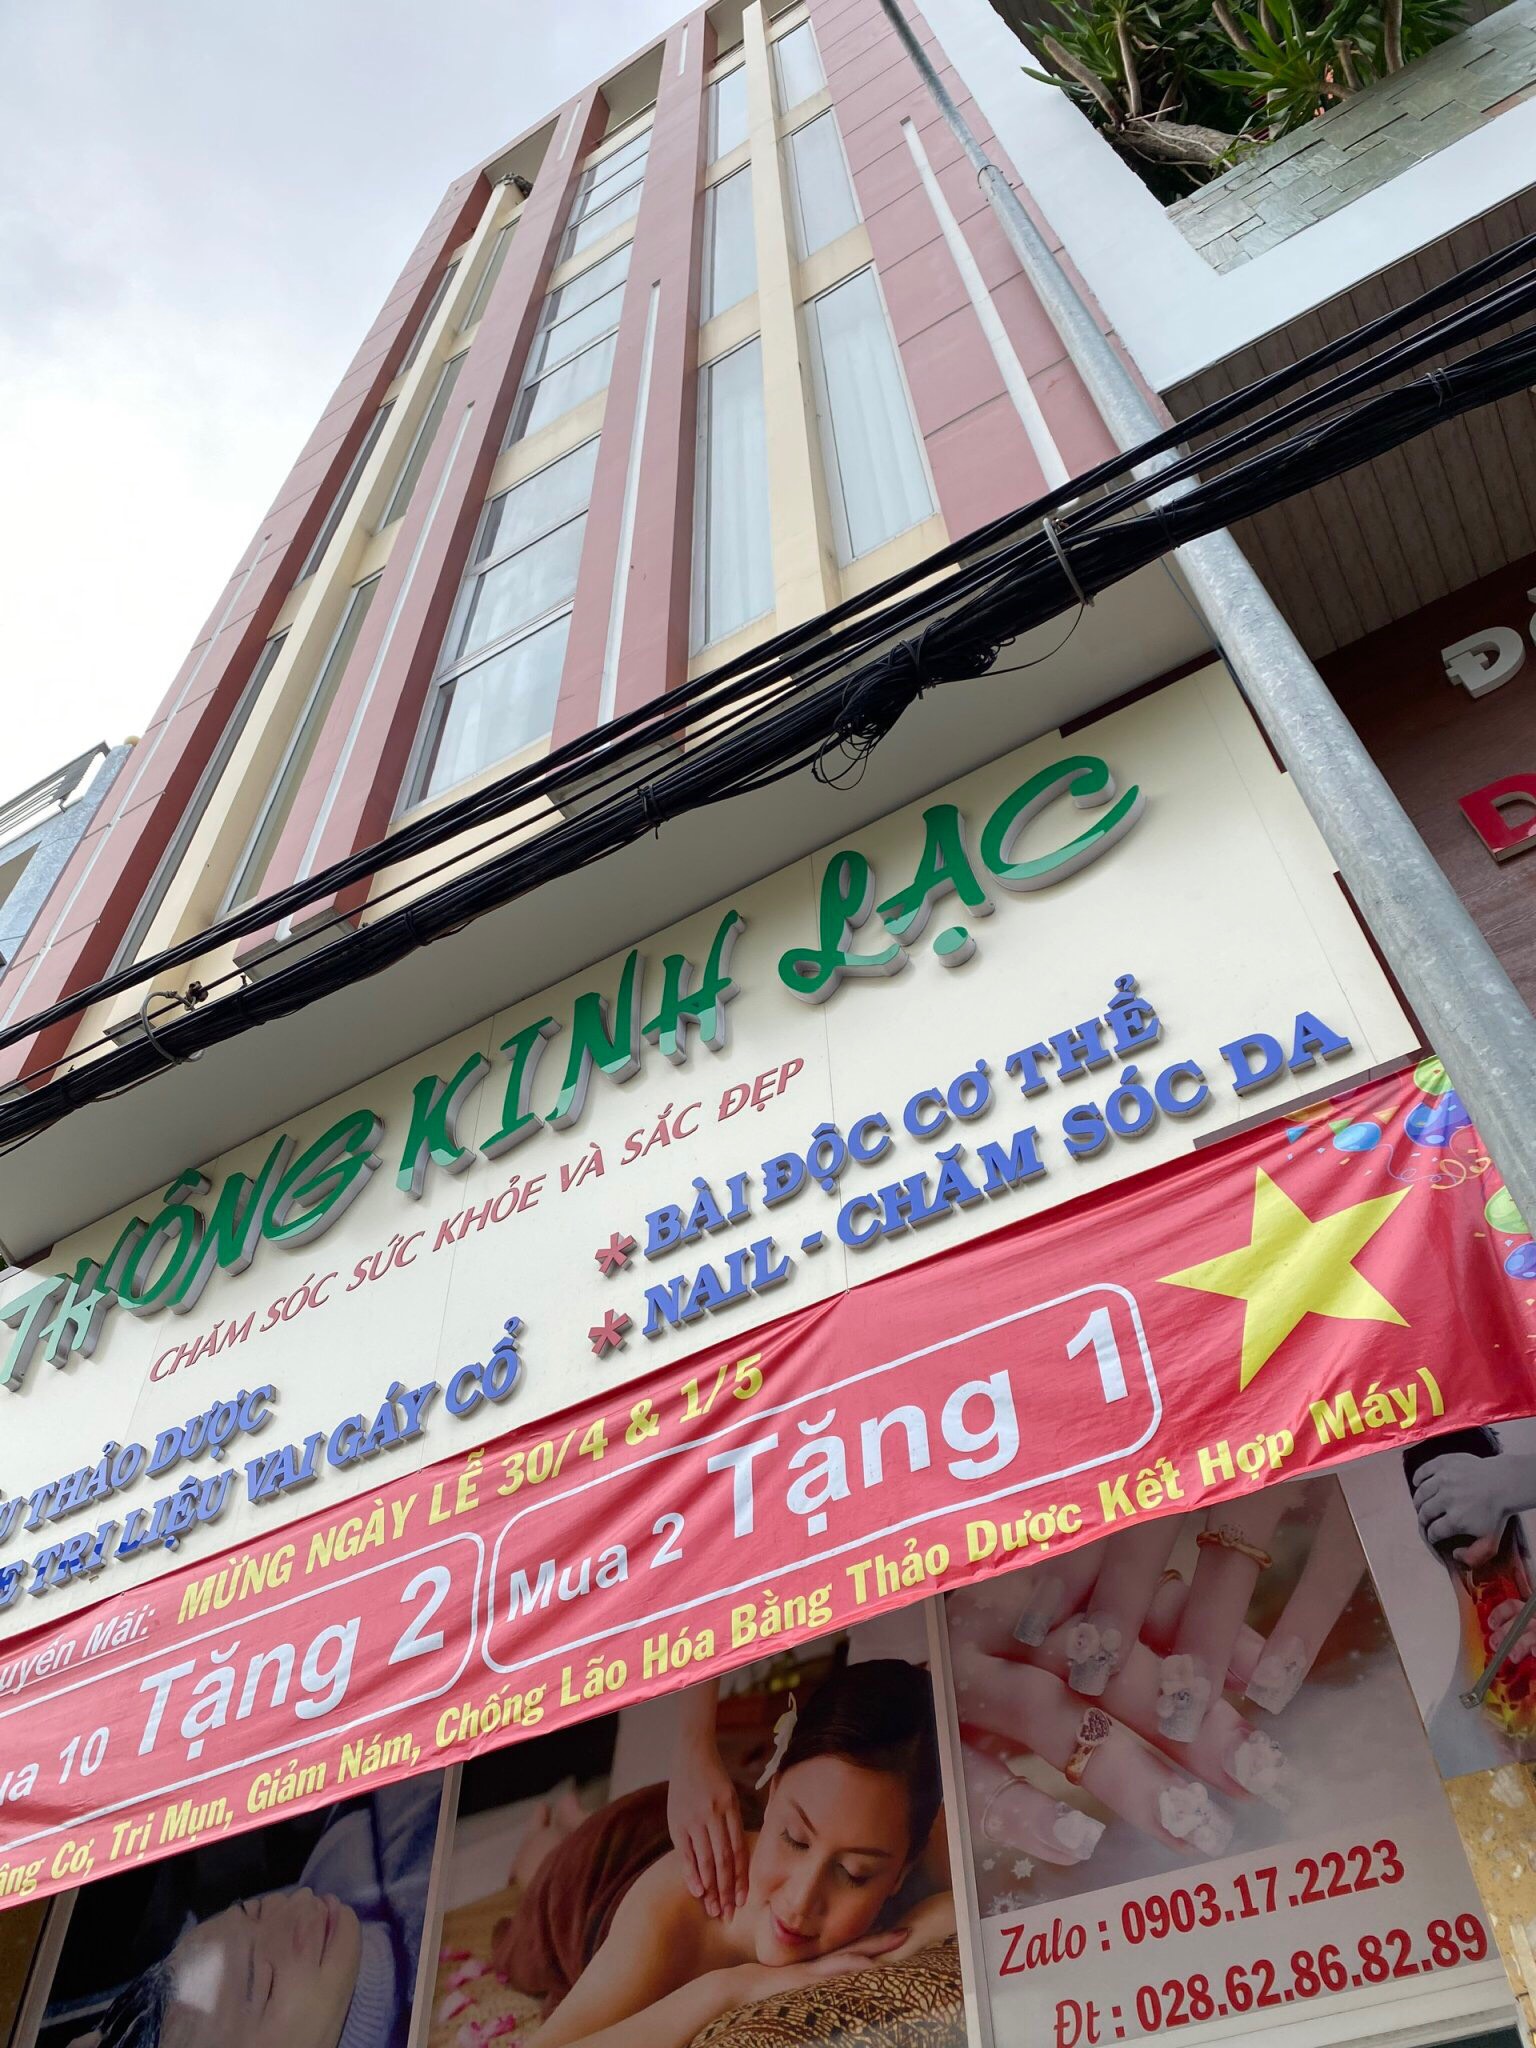 THÔNG KINH LẠC
CHĂM SÓC SỨC KHỎE VÀ SẮC ĐẸP
* BÀI ĐỘC CƠ THỂ
* NAIL - CHĂM SÓC DA
THẢO DƯỢC
TRỊ LIỆU VAI GÁY CỔ
MỪNG NGÀY LỄ 30/4 & 1/5
10 Tặng 2
Mua 2 Tặng 1
Cơ, Trị Mụn, Giảm Nám, Chống Lão Hóa Bằng Thảo Dược Kết Hợp Máy)
Zalo : 0903.17.2223
Đt : 028.62.86.82.89